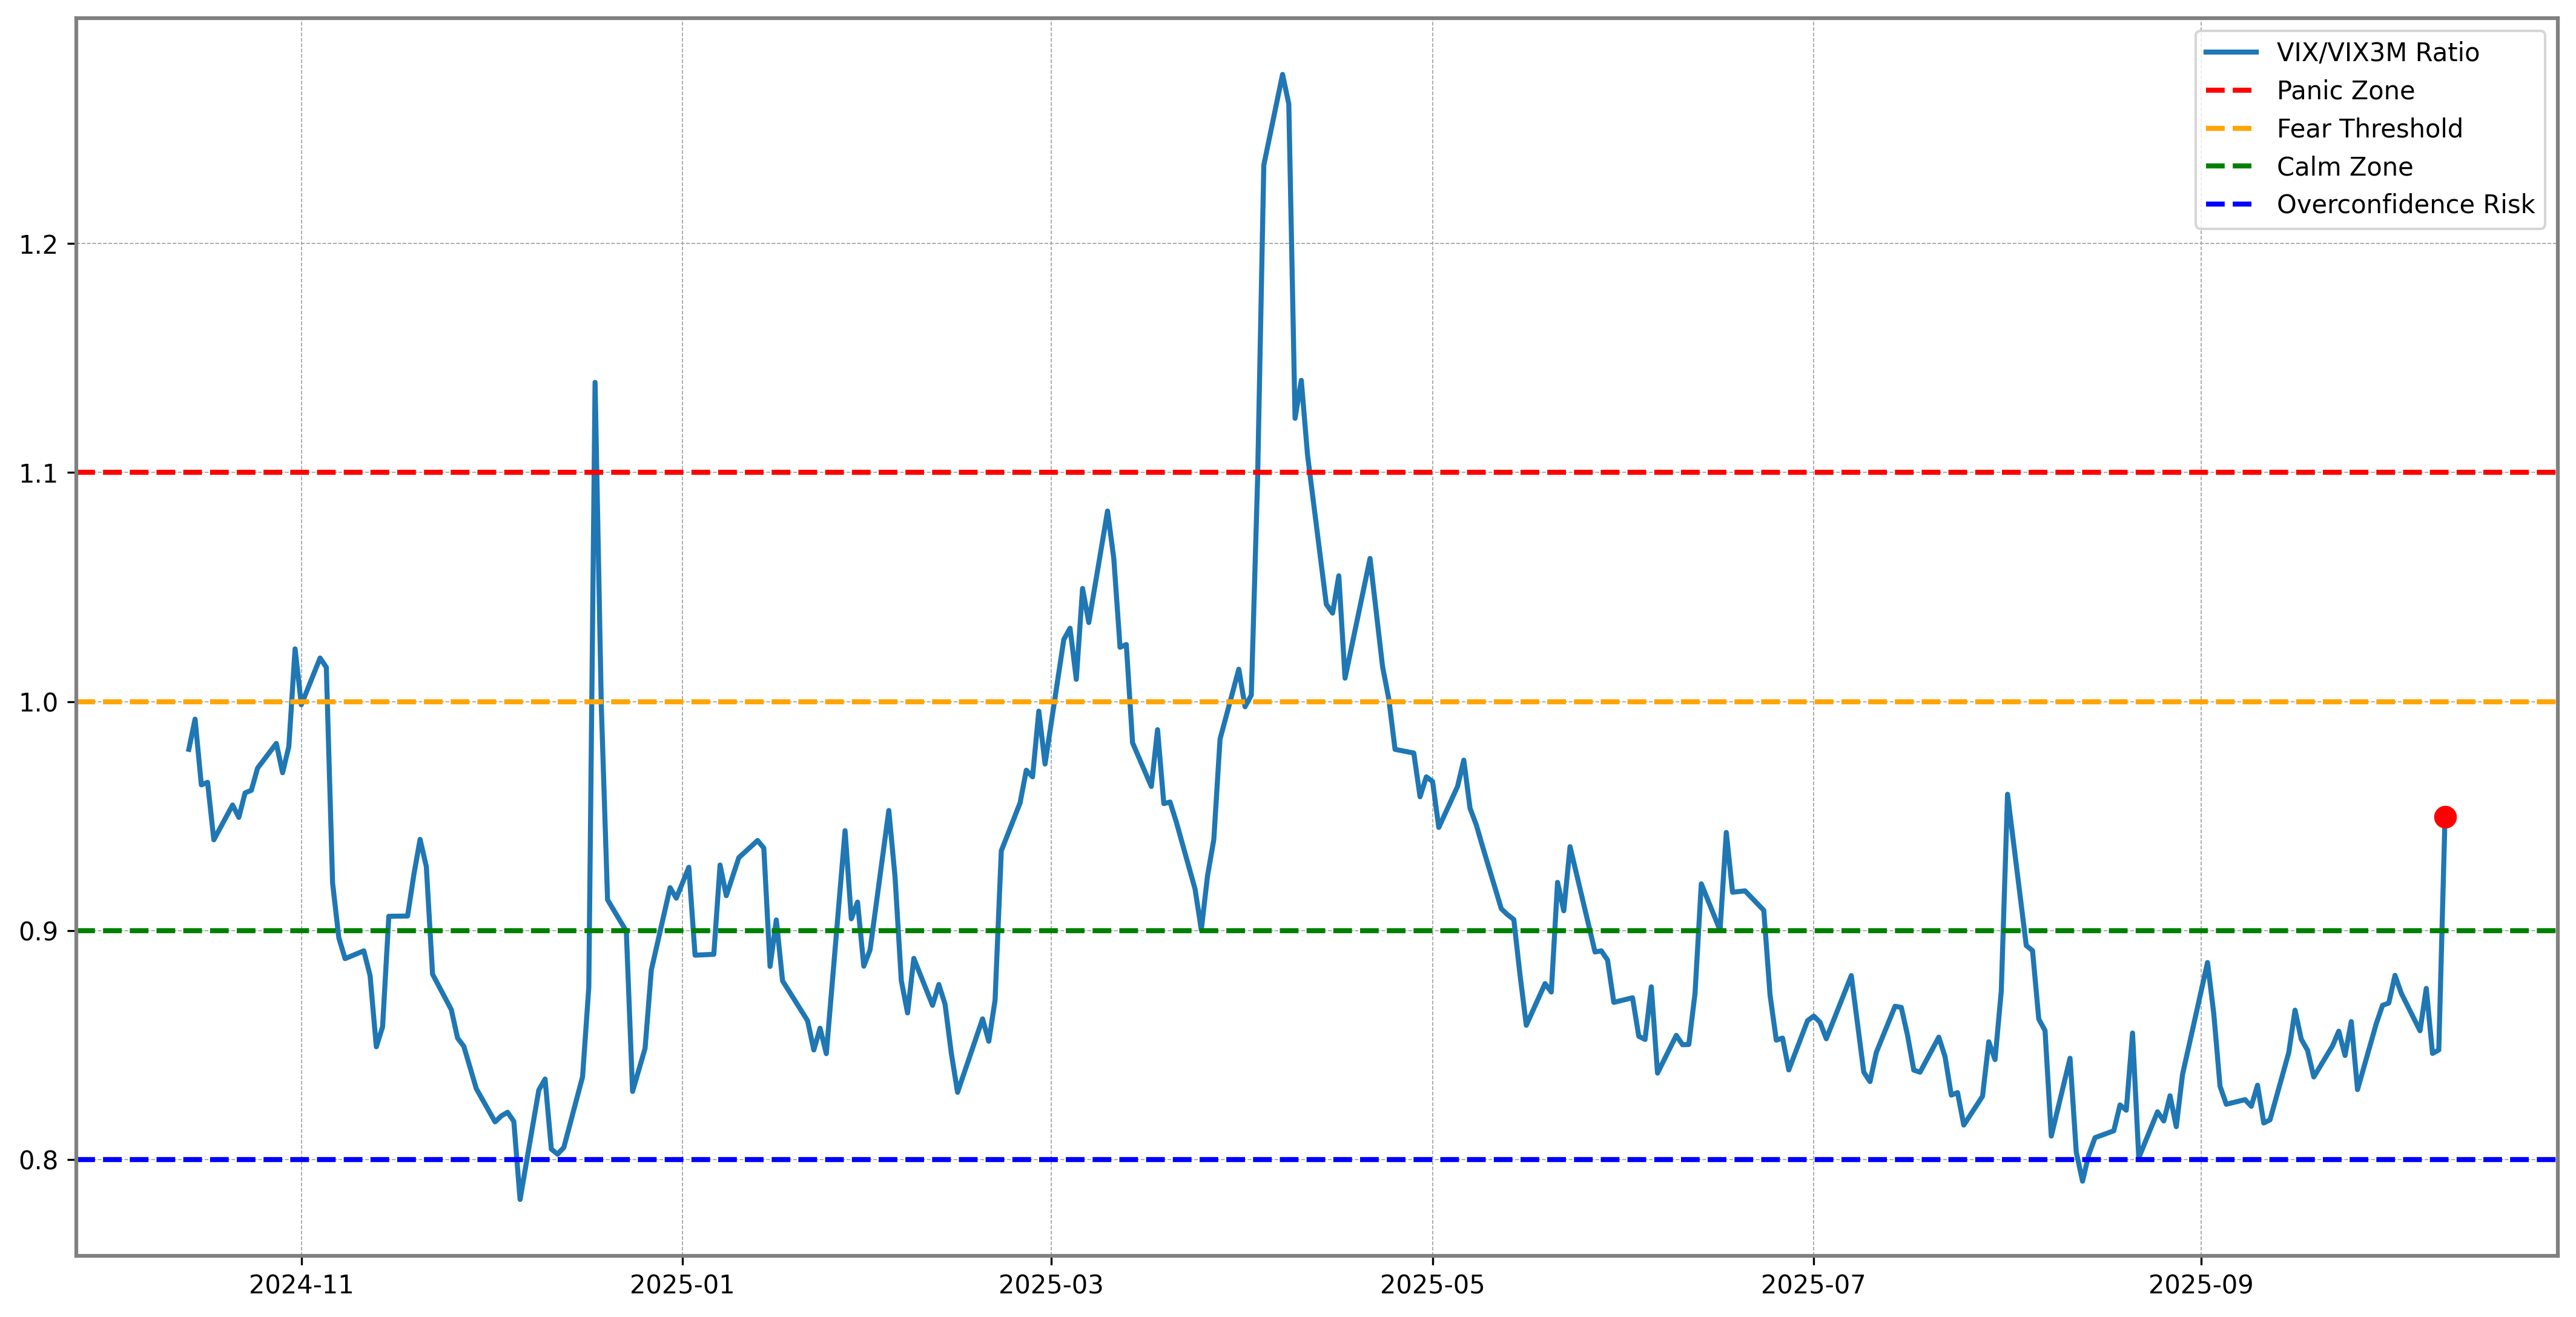 VIX/VIX3M Ratio
Panic Zone
Fear Threshold
Calm Zone
Overconfidence Risk
1.2
1.1
1.0
0.9
0.8
2024-11 2025-01 2025-03 2025-05 2025-07 2025-09